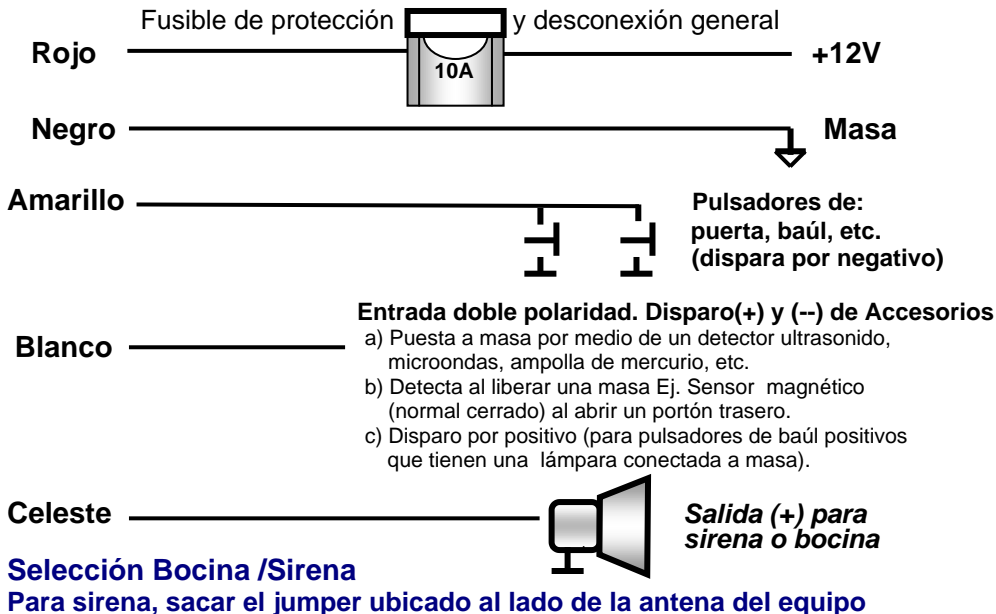 Fusible de protección y desconexión general
Rojo
10A
+12V
Negro
Masa
Amarillo
Pulsadores de:
puerta, baúl, etc.
(dispara por negativo)
Entrada doble polaridad. Disparo(+) y (--) de Accesorios
Blanco
a) Puesta a masa por medio de un detector ultrasonido,
microondas, ampolla de mercurio, etc.
b) Detecta al liberar una masa Ej. Sensor magnético
(normal cerrado) al abrir un portón trasero.
c) Disparo por positivo (para pulsadores de baúl positivos
que tienen una lámpara conectada a masa).
Celeste
Salida (+) para
sirena o bocina
Selección Bocina /Sirena
Para sirena, sacar el jumper ubicado al lado de la antena del equipo